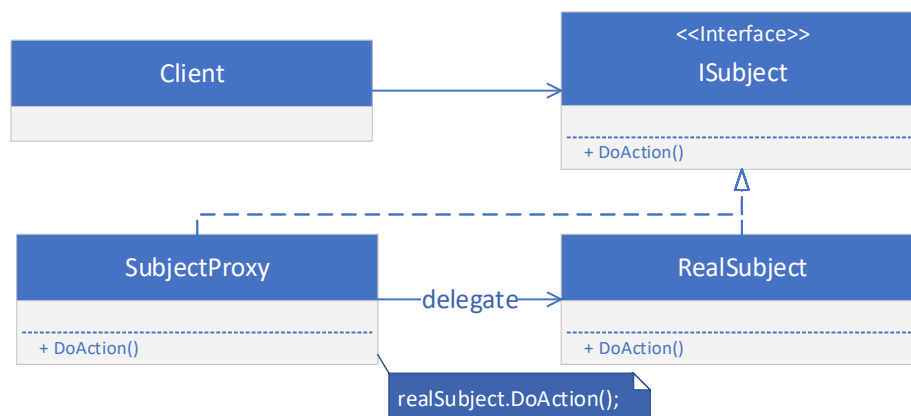 Client
<<Interface>>
ISubject
+ DoAction()
SubjectProxy
delegate
RealSubject
+ DoAction()
+ DoAction()
realSubject.DoAction();